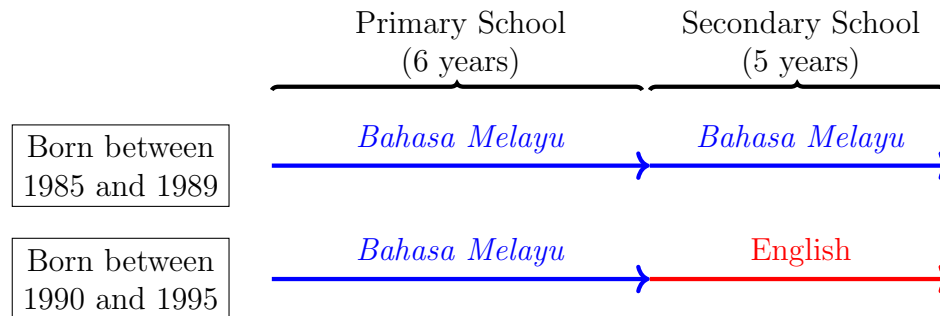 Primary School
(6 years)
Secondary School
(5 years)
Born between
1985 and 1989
Bahasa Melayu
Bahasa Melayu
Born between
1990 and 1995
Bahasa Melayu
English